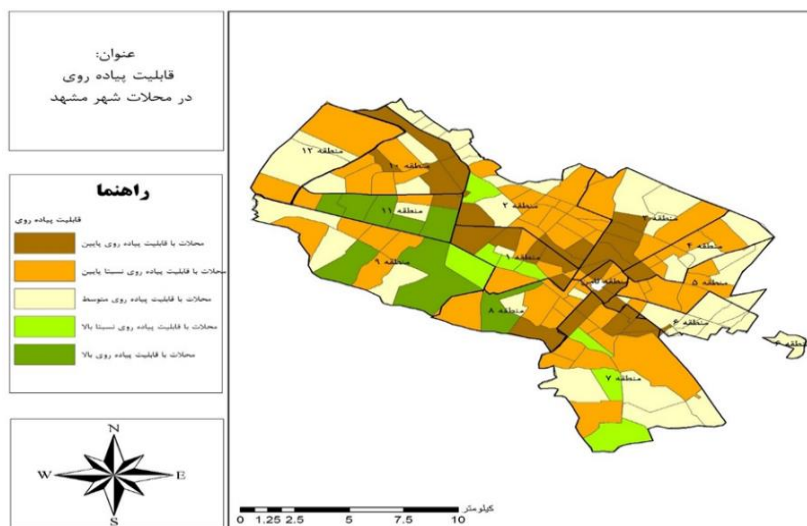 عنوان:
قابلیت پیاده روی
در محلات شهر مشهد
راهنما
قابلیت پیاده روی
محلات با قابلیت پیاده روی پایین
محلات با قابلیت پیاده روی نسبتا پایین
محلات با قابلیت پیاده روی متوسط
محلات با قابلیت پیاده روی نسبتا بالا
محلات با قابلیت پیاده روی بالا
N
W
E
S
منطقه ۱۲
منطقه ۱۰
منطقه ۱۱
منطقه ۲
منطقه ۳
منطقه ۴
منطقه ۹
منطقه ۱
منطقه ۵
منطقه ثامن
منطقه ۸
منطقه ۶
منطقه ۶
منطقه ۷
کیلومتر
0 1.25 2.5 5 7.5 10